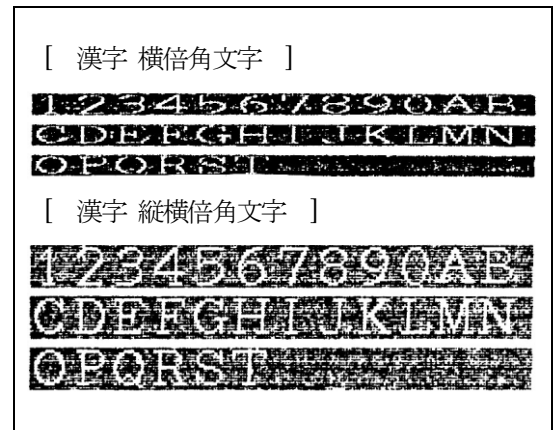 [ 漢字 横倍角文字 ]
1234567890AB
CDEFGHIJKLMN
OPQRST
[ 漢字 縦横倍角文字 ]
1234567890AB
CDEFGHIJKLMN
OPQRST